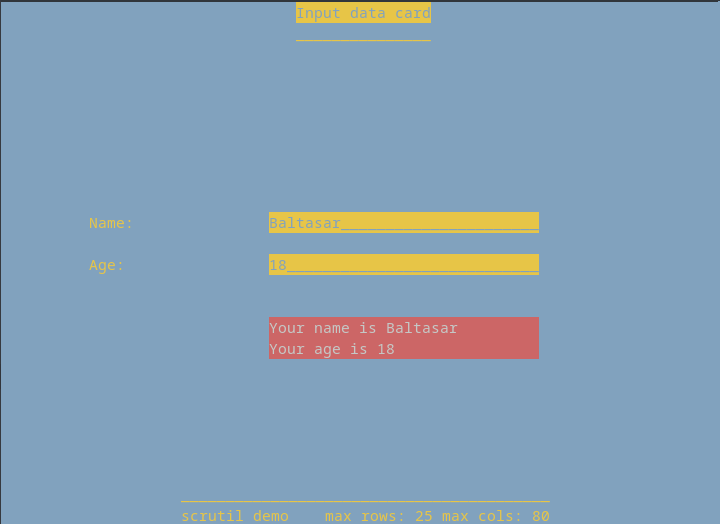 Input data card
Name: Baltasar
Age: 18
Your name is Baltasar
Your age is 18
scrutil demo max rows: 25 max cols: 80